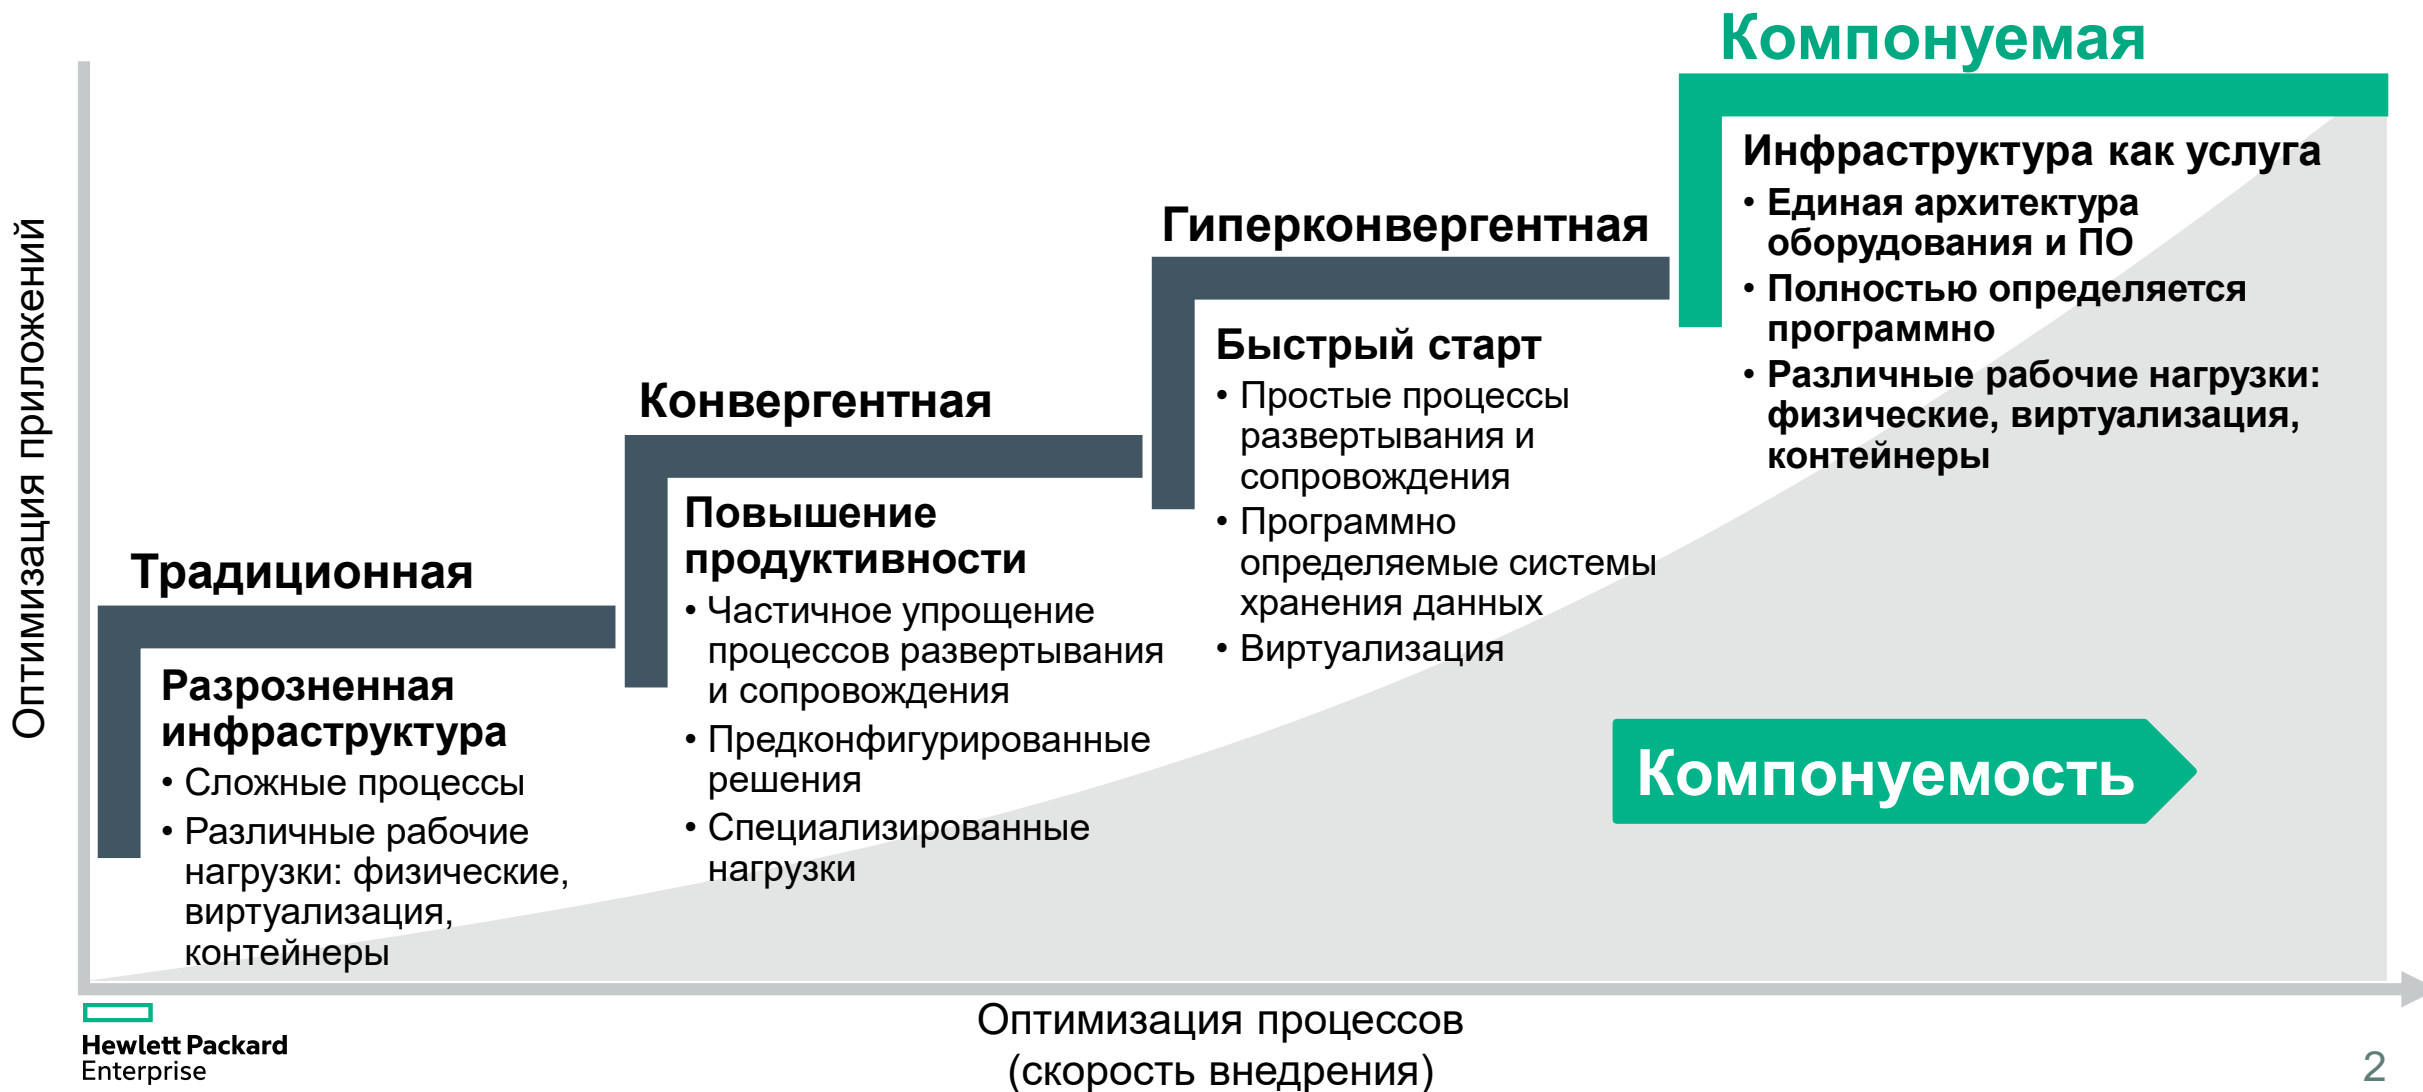 Компонуемая
Инфраструктура как услуга
• Единая архитектура
оборудования и ПО
• Полностью определяется
программно
• Различные рабочие нагрузки:
физические, виртуализация,
контейнеры
Гиперконвергентная
Быстрый старт
• Простые процессы
развертывания и
сопровождения
• Программно
определяемые системы
хранения данных
• Виртуализация
Конвергентная
Повышение
продуктивности
• Частичное упрощение
процессов развертывания
и сопровождения
• Предконфигурированные
решения
• Специализированные
нагрузки
Традиционная
Разрозненная
инфраструктура
• Сложные процессы
• Различные рабочие
нагрузки: физические,
виртуализация,
контейнеры
Компонуемость
Оптимизация приложений
Оптимизация процессов
(скорость внедрения)
Hewlett Packard
Enterprise
2